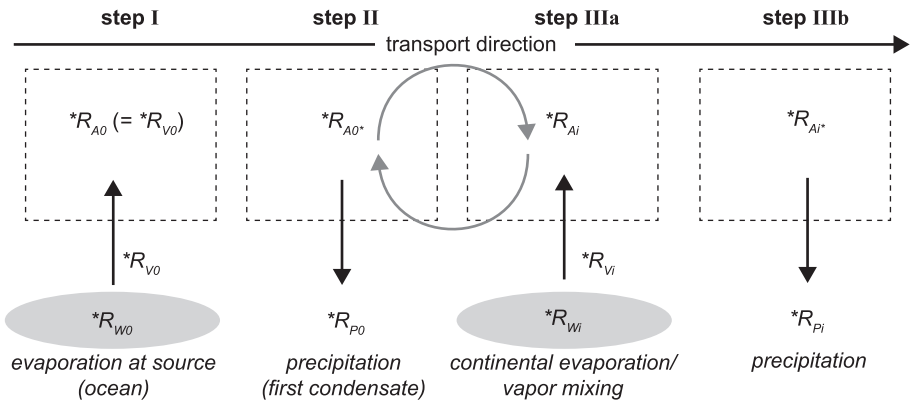 step I step II step IIIa step IIIb
transport direction
*R_A0 (= *R_V0) *R_A0* *R_Ai *R_Ai*
*R_V0 *R_Vi
*R_W0 *R_P0 *R_Wi *R_Pi
evaporation at source
(ocean)
precipitation
(first condensate)
continental evaporation/
vapor mixing
precipitation